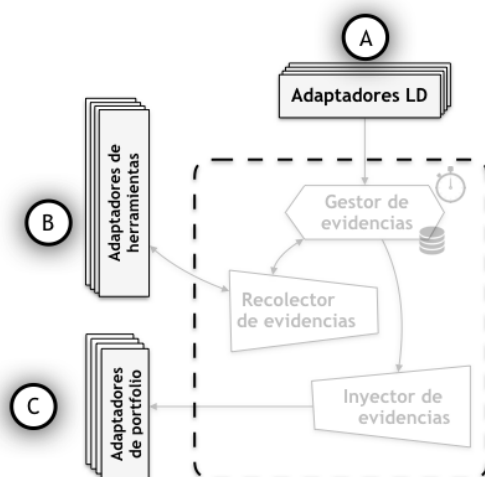 A
Adaptadores LD
B
Adaptadores de
herramientas
Gestor de
evidencias
Recolector
de evidencias
C
Adaptadores
de portfolio
Inyector de
evidencias